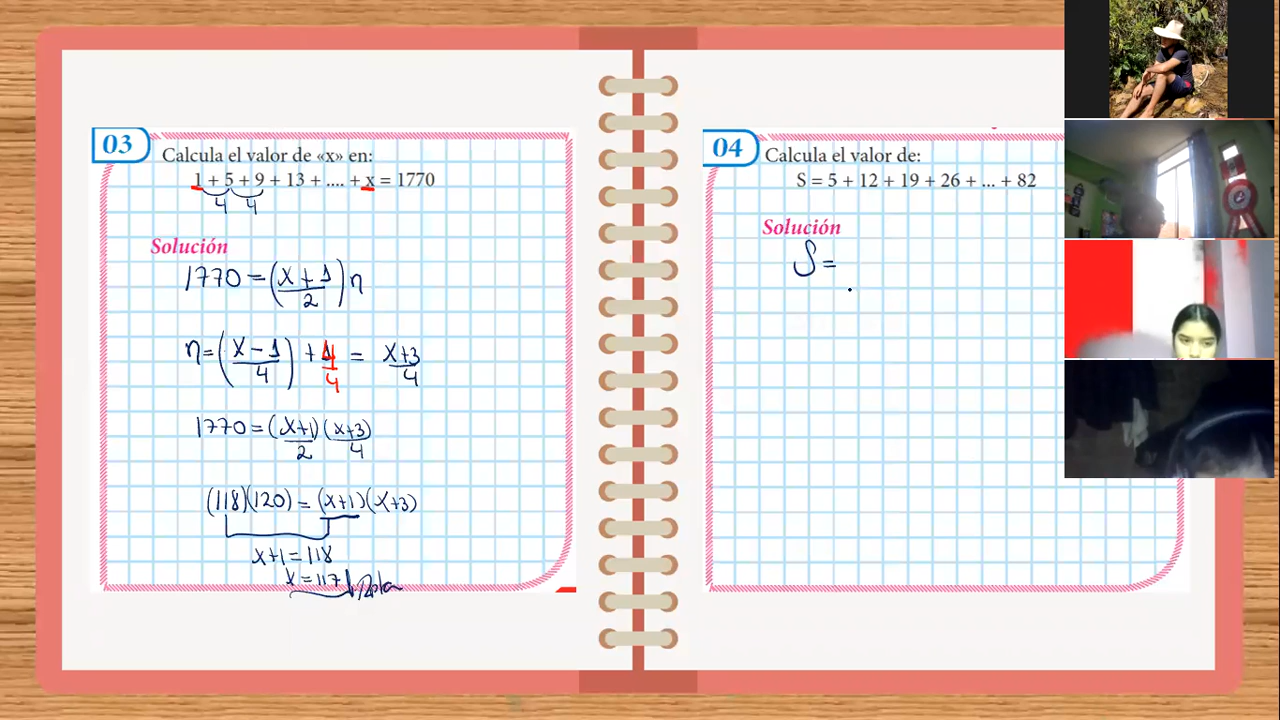 03
Calcula el valor de «x» en:
1 + 5 + 9 + 13 + .... + x = 1770
4 4
Solución
1770 = (x + 1 / 2) n
n = (x - 1 / 4) + 4/4 = x+3 / 4
1770 = (x+1 / 2)(x+3 / 4)
(118)(120) = (x+1)(x+3)
x+1 = 118
x = 117 Rpta
04
Calcula el valor de:
S = 5 + 12 + 19 + 26 + ... + 82
Solución
S =